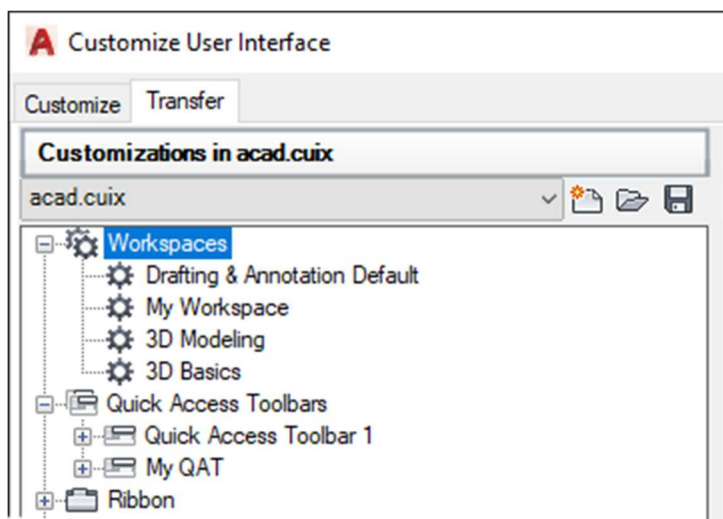 Customize User Interface
Customize Transfer
Customizations in acad.cuix
acad.cuix
Workspaces
Drafting & Annotation Default
My Workspace
3D Modeling
3D Basics
Quick Access Toolbars
Quick Access Toolbar 1
My QAT
Ribbon